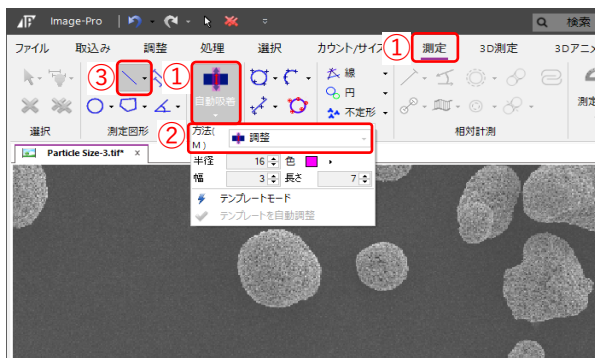 Image-Pro
検索
ファイル 取込み 調整 処理 選択 カウント/サイズ ① 測定 3D測定 3Dアニメ
③ ① 自動吸着
線
円
不定形
測定
選択 測定図形 相対計測
②
方法(M) 調整
Particle Size-3.tif* x
半径 16 色
幅 3 長さ 7
テンプレートモード
テンプレートを自動調整